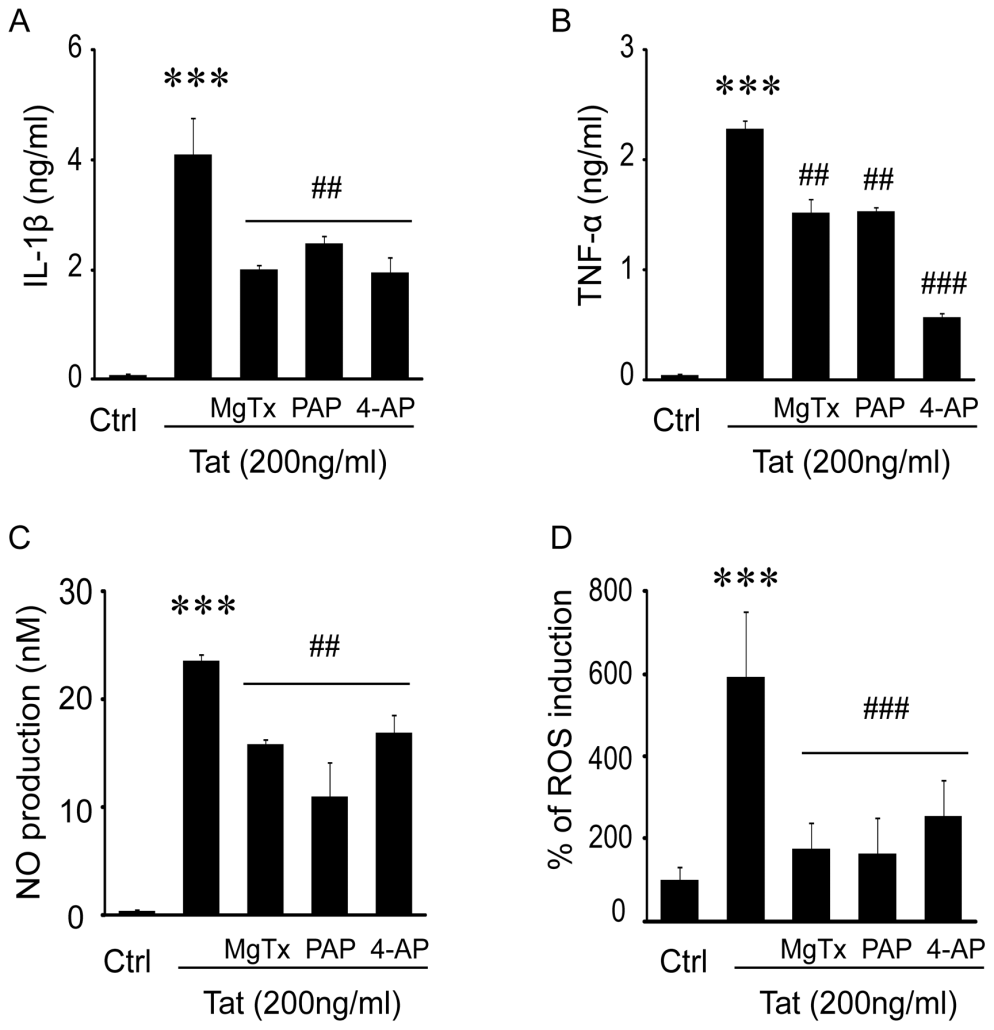 A
IL-1β (ng/ml)
6
4
2
0
***
##
Ctrl
MgTx PAP 4-AP
Tat (200ng/ml)
B
TNF-α (ng/ml)
3
2
1
0
***
## ##
###
Ctrl
MgTx PAP 4-AP
Tat (200ng/ml)
C
NO production (nM)
30
20
10
0
***
##
Ctrl
MgTx PAP 4-AP
Tat (200ng/ml)
D
% of ROS induction
800
600
400
200
0
***
###
Ctrl
MgTx PAP 4-AP
Tat (200ng/ml)